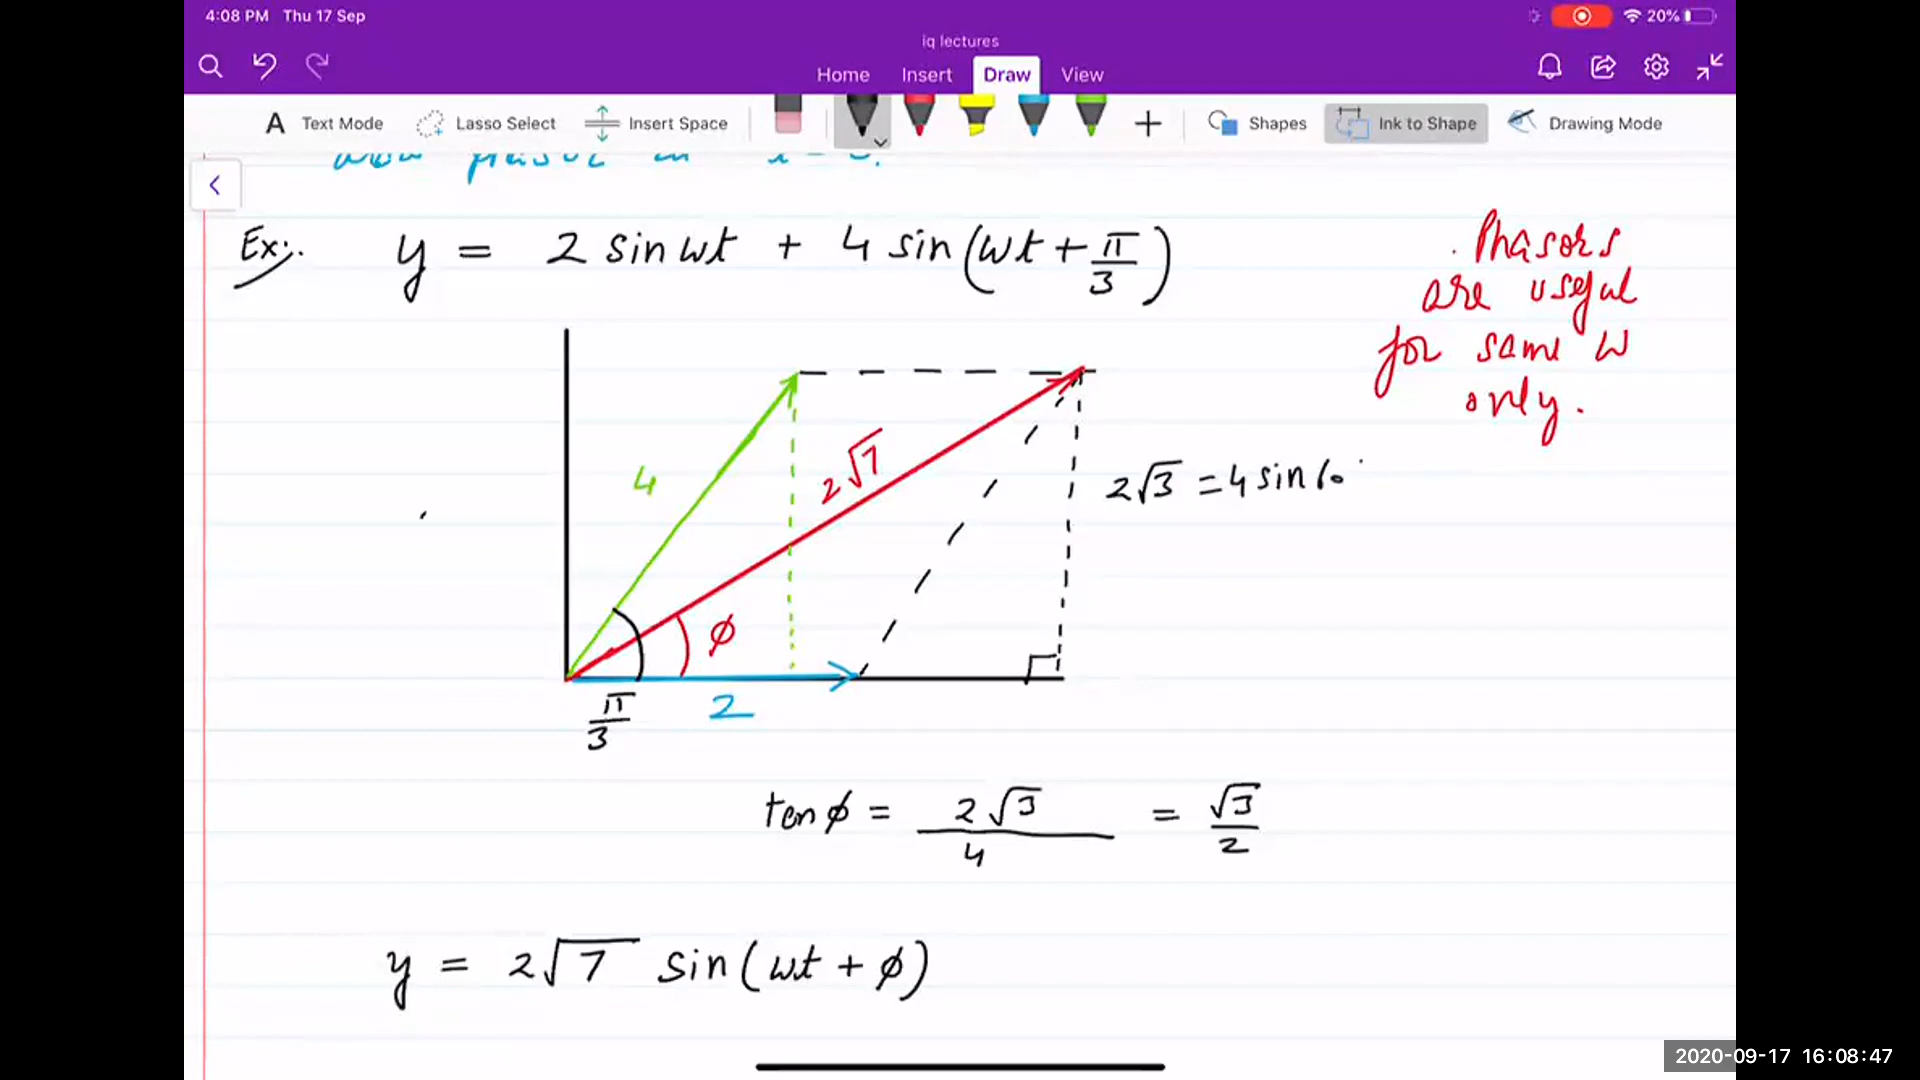 4:08 PM Thu 17 Sep
20%
iq lectures
Home Insert Draw View
A Text Mode Lasso Select Insert Space Shapes Ink to Shape Drawing Mode
Ex:. y = 2 sin wt + 4 sin(wt + π/3)
Phasors
are useful
for same w
only.
4
2√7
2√3 = 4 sin 60
ϕ
π/3
2
tan ϕ = 2√3/4 = √3/2
y = 2√7 sin(wt + ϕ)
2020-09-17 16:08:47